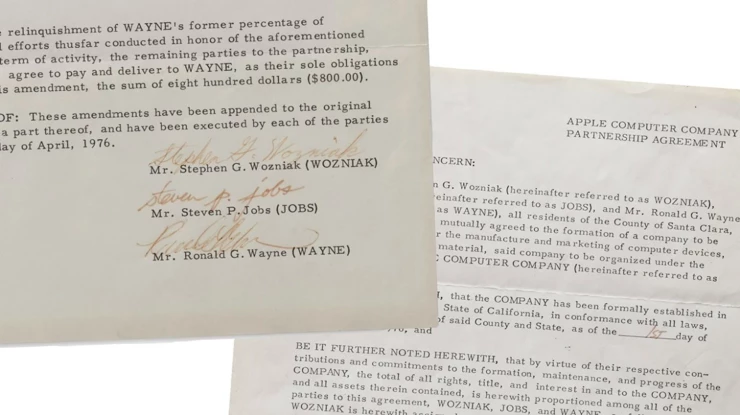 relinquishment of WAYNE's former percentage of
efforts thusfar conducted in honor of the aforementioned
term of activity, the remaining parties to the partnership,
agree to pay and deliver to WAYNE, as their sole obligations
is amendment, the sum of eight hundred dollars ($800.00).
OF: These amendments have been appended to the original
a part thereof, and have been executed by each of the parties
day of April, 1976.
Stephen G. Wozniak
Mr. Stephen G. Wozniak (WOZNIAK)
steven p. jobs
Mr. Steven P. Jobs (JOBS)
Mr. Ronald G. Wayne (WAYNE)
APPLE COMPUTER COMPANY
PARTNERSHIP AGREEMENT
NCERN:
n G. Wozniak (hereinafter referred to as WOZNIAK),
einafter referred to as JOBS), and Mr. Ronald G. Wayne
as WAYNE), all residents of the County of Santa Clara,
mutually agreed to the formation of a company to be
r the manufacture and marketing of computer devices,
material, said company to be organized under the
COMPUTER COMPANY (hereinafter referred to as
H, that the COMPANY has been formally established in
State of California, in conformance with all laws,
of said County and State, as of the day of
and
BE IT FURTHER NOTED HEREWITH, that by virtue of their respective con-
tributions and commitments to the formation, maintenance, and progress of the
COMPANY, the total of all rights, title, and interest in and to the COMPANY,
and all assets therein contained, is herewith proportioned among all of the
parties to this agreement, WOZNIAK, JOBS, and WAYNE,
WOZNIAK is herewith